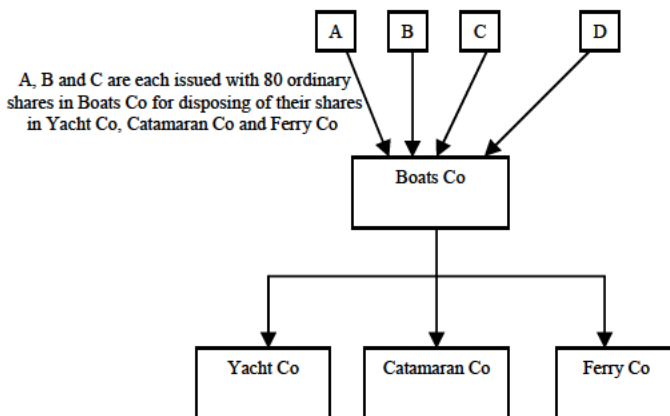 A
B
C
D
A, B and C are each issued with 80 ordinary
shares in Boats Co for disposing of their shares
in Yacht Co, Catamaran Co and Ferry Co
Boats Co
Yacht Co
Catamaran Co
Ferry Co